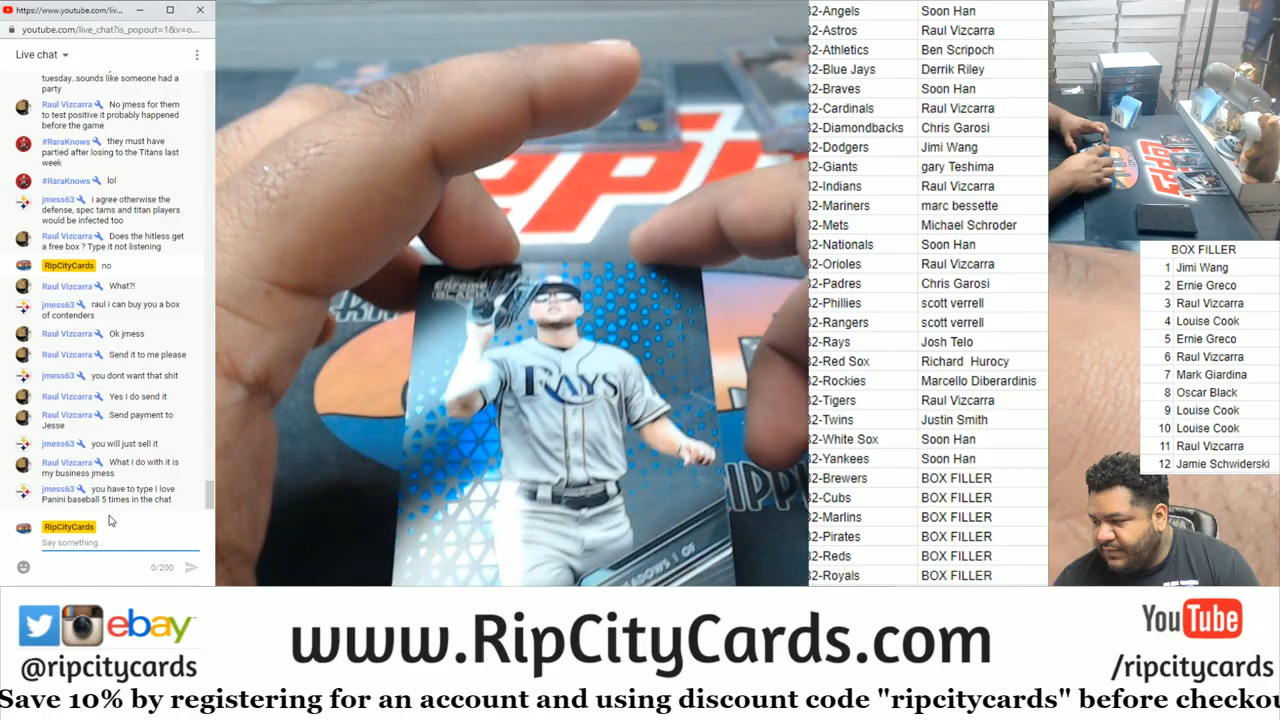 https://www.youtube.com/liv...
youtube.com/live_chat?is_popout=1&v=o...
Live chat
tuesday..sounds like someone had a
party
Raul Vizcarra No jmess for them
to test positive it probably happened
before the game
#RaraKnows they must have
partied after losing to the Titans last
week
#RaraKnows lol
jmess63 i agree otherwise the
defense, spec tams and titan players
would be infected too
Raul Vizcarra Does the hitless get
a free box ? Type it not listening
RipCityCards no
Raul Vizcarra What?!
jmess63 raul i can buy you a box
of contenders
Raul Vizcarra Ok jmess
Raul Vizcarra Send it to me please
jmess63 you dont want that shit
Raul Vizcarra Yes I do send it
Raul Vizcarra Send payment to
Jesse
jmess63 you will just sell it
Raul Vizcarra What I do with it is
my business jmess
jmess63 you have to type I love
Panini baseball 5 times in the chat
RipCityCards
Say something...
0/200
CHROME
BLACK
RAYS
MEADOWS | OF
32-Angels Soon Han
32-Astros Raul Vizcarra
32-Athletics Ben Scripoch
32-Blue Jays Derrik Riley
32-Braves Soon Han
32-Cardinals Raul Vizcarra
32-Diamondbacks Chris Garosi
32-Dodgers Jimi Wang
32-Giants gary Teshima
32-Indians Raul Vizcarra
32-Mariners marc bessette
32-Mets Michael Schroder
32-Nationals Soon Han
32-Orioles Raul Vizcarra
32-Padres Chris Garosi
32-Phillies scott verrell
32-Rangers scott verrell
32-Rays Josh Telo
32-Red Sox Richard Hurocy
32-Rockies Marcello Diberardinis
32-Tigers Raul Vizcarra
32-Twins Justin Smith
32-White Sox Soon Han
32-Yankees Soon Han
32-Brewers BOX FILLER
32-Cubs BOX FILLER
32-Marlins BOX FILLER
32-Pirates BOX FILLER
32-Reds BOX FILLER
32-Royals BOX FILLER
BOX FILLER
1 Jimi Wang
2 Ernie Greco
3 Raul Vizcarra
4 Louise Cook
5 Ernie Greco
6 Raul Vizcarra
7 Mark Giardina
8 Oscar Black
9 Louise Cook
10 Louise Cook
11 Raul Vizcarra
12 Jamie Schwiderski
ebay
@ripcitycards
www.RipCityCards.com
YouTube
/ripcitycards
Save 10% by registering for an account and using discount code "ripcitycards" before checkou